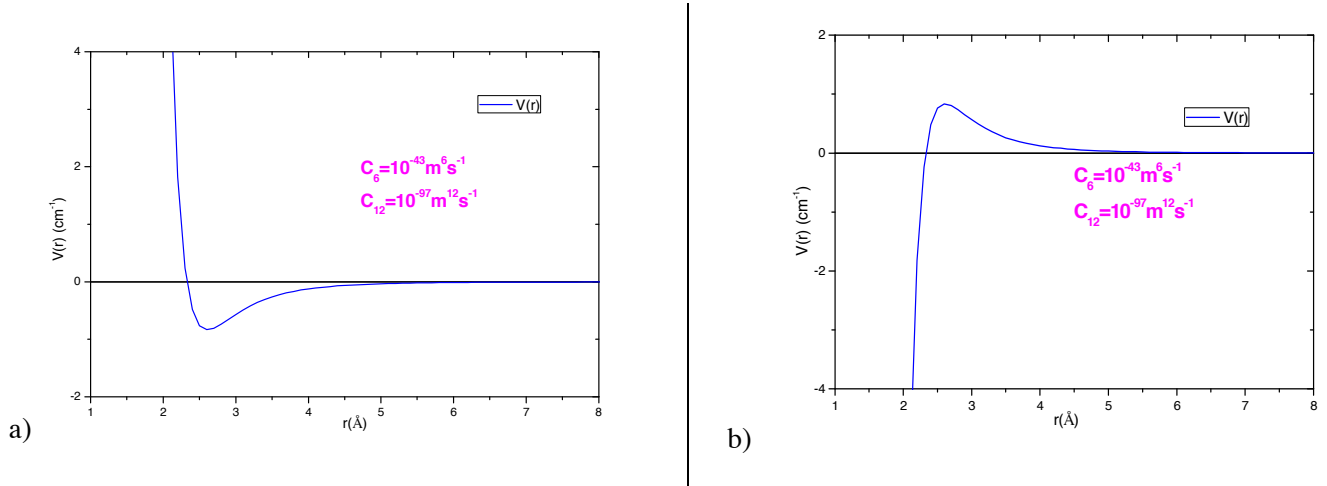 4
2
0
-2
V(r) (cm⁻¹)
V(r)
C₆=10⁻⁴³m⁶s⁻¹
C₁₂=10⁻⁹⁷m¹²s⁻¹
1 2 3 4 5 6 7 8
r(Å)
a)
2
0
-2
-4
V(r) (cm⁻¹)
V(r)
C₆=10⁻⁴³m⁶s⁻¹
C₁₂=10⁻⁹⁷m¹²s⁻¹
1 2 3 4 5 6 7 8
r(Å)
b)